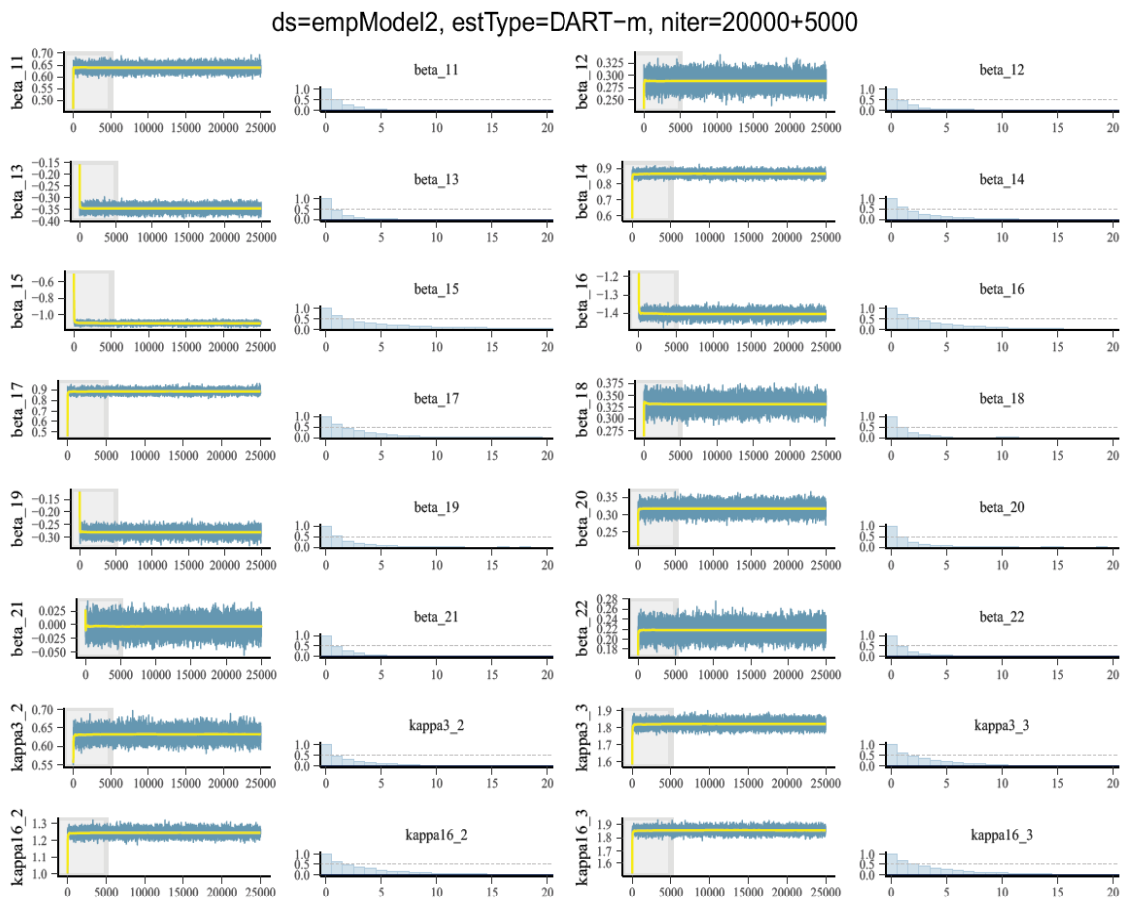 ds=empModel2, estType=DART−m, niter=20000+5000
beta_11
0.70
0.65
0.60
0.55
0.50
0 5000 10000 15000 20000 25000
beta_11
1.0
0.5
0.0
0 5 10 15 20
beta_12
0.325
0.300
0.275
0.250
0 5000 10000 15000 20000 25000
beta_12
1.0
0.5
0.0
0 5 10 15 20
beta_13
−0.15
−0.20
−0.25
−0.30
−0.35
−0.40
0 5000 10000 15000 20000 25000
beta_13
1.0
0.5
0.0
0 5 10 15 20
beta_14
0.9
0.8
0.7
0.6
0 5000 10000 15000 20000 25000
beta_14
1.0
0.5
0.0
0 5 10 15 20
beta_15
−0.6
−0.8
−1.0
0 5000 10000 15000 20000 25000
beta_15
1.0
0.5
0.0
0 5 10 15 20
beta_16
−1.2
−1.3
−1.4
0 5000 10000 15000 20000 25000
beta_16
1.0
0.5
0.0
0 5 10 15 20
beta_17
0.9
0.8
0.7
0.6
0.5
0 5000 10000 15000 20000 25000
beta_17
1.0
0.5
0.0
0 5 10 15 20
beta_18
0.375
0.350
0.325
0.300
0.275
0 5000 10000 15000 20000 25000
beta_18
1.0
0.5
0.0
0 5 10 15 20
beta_19
−0.15
−0.20
−0.25
−0.30
0 5000 10000 15000 20000 25000
beta_19
1.0
0.5
0.0
0 5 10 15 20
beta_20
0.35
0.30
0.25
0 5000 10000 15000 20000 25000
beta_20
1.0
0.5
0.0
0 5 10 15 20
beta_21
0.025
0.000
−0.025
−0.050
0 5000 10000 15000 20000 25000
beta_21
1.0
0.5
0.0
0 5 10 15 20
beta_22
0.28
0.26
0.24
0.22
0.20
0.18
0 5000 10000 15000 20000 25000
beta_22
1.0
0.5
0.0
0 5 10 15 20
kappa3_2
0.70
0.65
0.60
0.55
0 5000 10000 15000 20000 25000
kappa3_2
1.0
0.5
0.0
0 5 10 15 20
kappa3_3
1.9
1.8
1.7
1.6
0 5000 10000 15000 20000 25000
kappa3_3
1.0
0.5
0.0
0 5 10 15 20
kappa16_2
1.3
1.2
1.1
1.0
0 5000 10000 15000 20000 25000
kappa16_2
1.0
0.5
0.0
0 5 10 15 20
kappa16_3
1.9
1.8
1.7
1.6
0 5000 10000 15000 20000 25000
kappa16_3
1.0
0.5
0.0
0 5 10 15 20